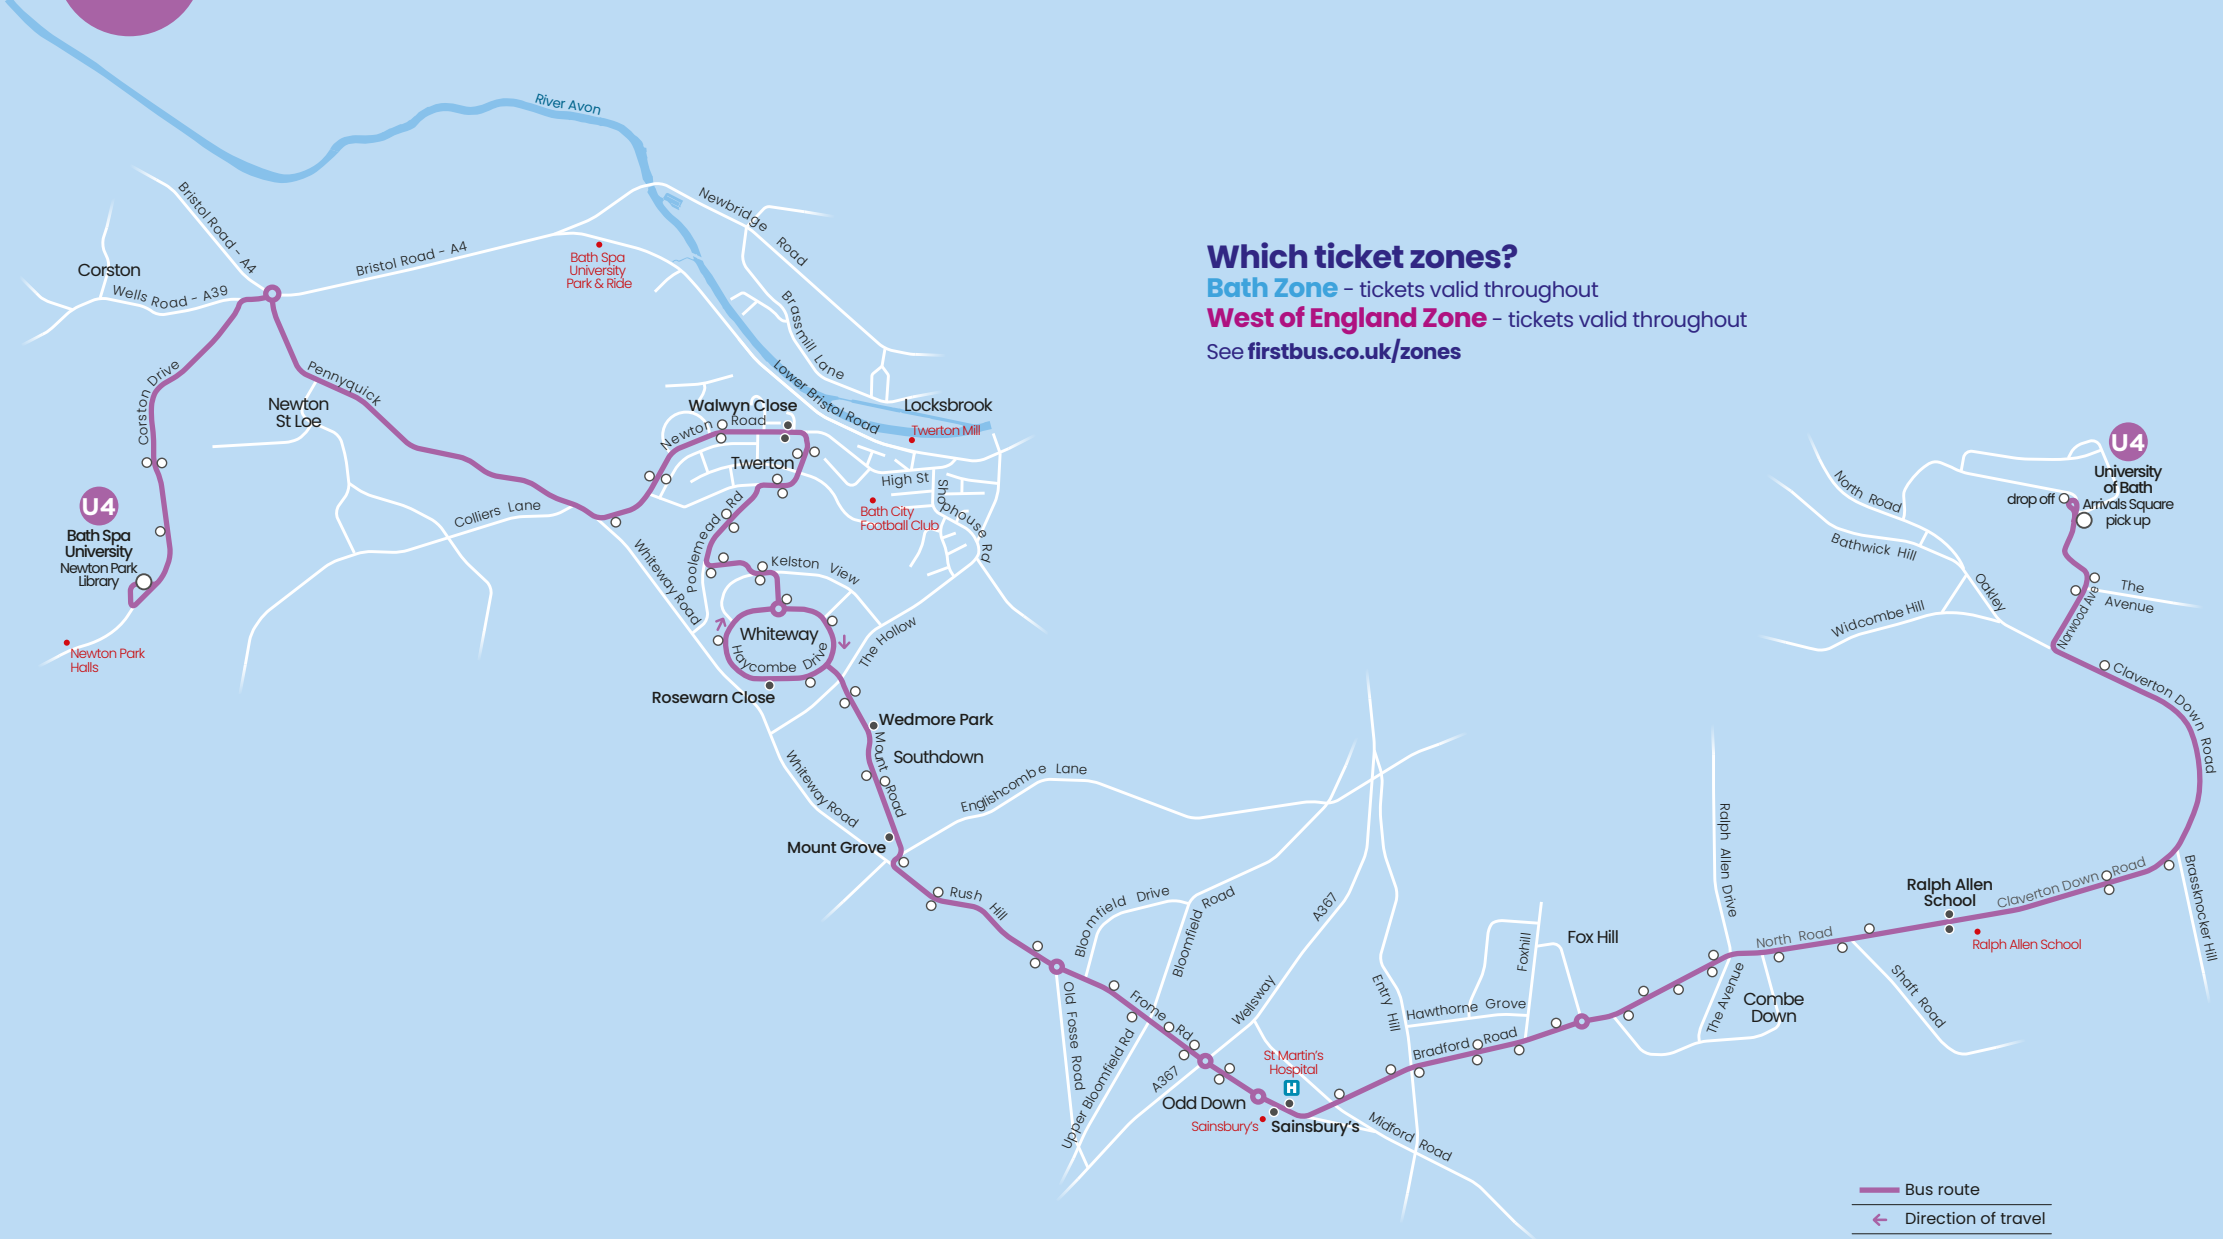 River Avon
Bristol Road - A4
Newbridge Road
Corston
Wells Road - A39
Bristol Road - A4
Bath Spa
University
Park & Ride
Which ticket zones?
Bath Zone - tickets valid throughout
West of England Zone - tickets valid throughout
See firstbus.co.uk/zones
Brassmill Lane
Lower Bristol Road
Corston Drive
Pennyquick
Newton
St Loe
Walwyn Close
Locksbrook
Newton Road
Twerton Mill
Twerton
High St
Shophouse Rd
Bath City
Football Club
U4
Bath Spa
University
Newton Park
Library
Newton Park
Halls
Colliers Lane
Whiteway Road
Poolemead Rd
Kelston View
Whiteway
Haycombe Drive
The Hollow
Rosewarn Close
Wedmore Park
Mount Road
Southdown
Whiteway Road
Englishcombe Lane
Mount Grove
Rush Hill
Bloomfield Drive
Bloomfield Road
A367
Old Fosse Road
Frome Rd
Upper Bloomfield Rd
A367
Wellsway
St Martin's
Hospital
H
Odd Down
Sainsbury's
Sainsbury's
Midford Road
Entry Hill
Hawthorne Grove
Foxhill
Bradford Road
Fox Hill
Ralph Allen Drive
North Road
The Avenue
Combe
Down
Shaft Road
Ralph Allen
School
Ralph Allen School
Claverton Down Road
Brassknocker Hill
Claverton Down Road
U4
University
of Bath
drop off
Arrivals Square
pick up
North Road
Bathwick Hill
Oakley
Widcombe Hill
Norwood Ave
The
Avenue
Bus route
Direction of travel